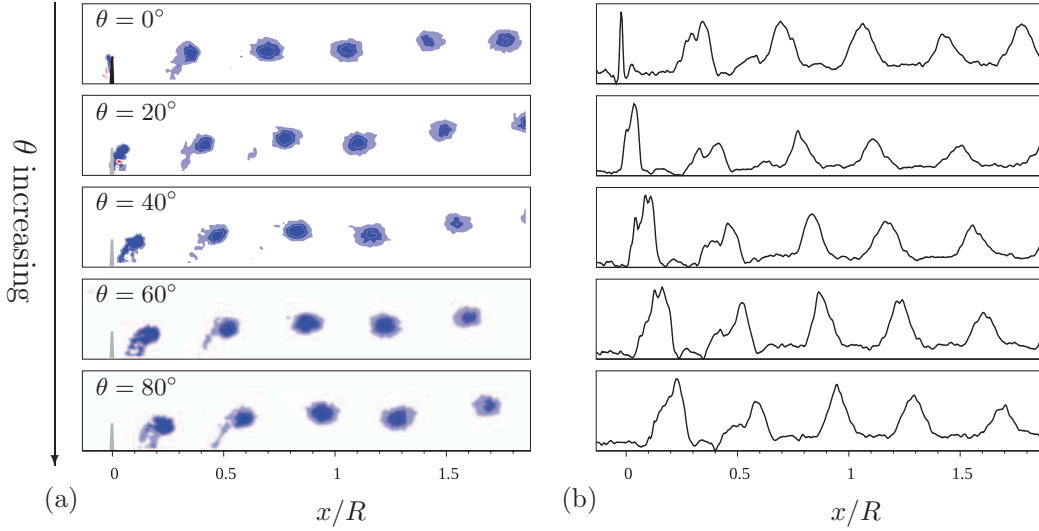 θ increasing
θ = 0°
θ = 20°
θ = 40°
θ = 60°
θ = 80°
0 0.5 1 1.5
(a)
x/R
0 0.5 1 1.5
(b)
x/R